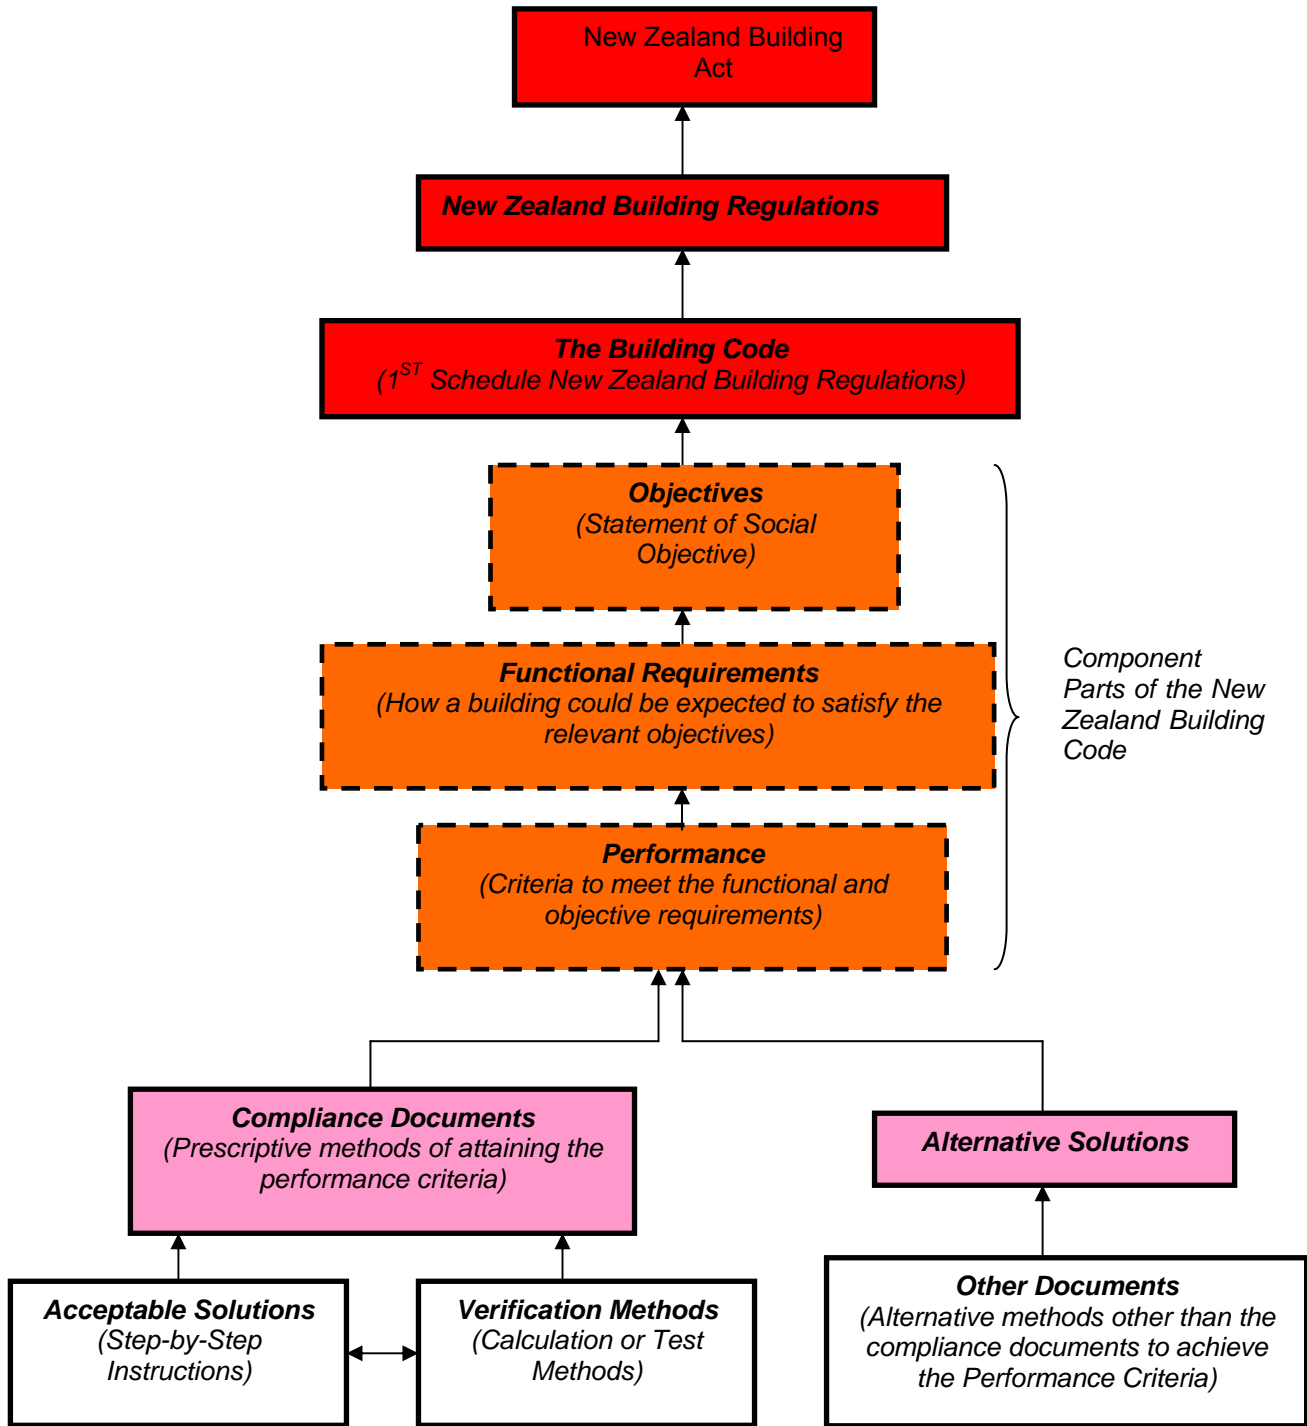 New Zealand Building
Act
New Zealand Building Regulations
The Building Code
(1ST Schedule New Zealand Building Regulations)
Objectives
(Statement of Social
Objective)
Functional Requirements
(How a building could be expected to satisfy the
relevant objectives)
Component
Parts of the New
Zealand Building
Code
Performance
(Criteria to meet the functional and
objective requirements)
Compliance Documents
(Prescriptive methods of attaining the
performance criteria)
Alternative Solutions
Acceptable Solutions
(Step-by-Step
Instructions)
Verification Methods
(Calculation or Test
Methods)
Other Documents
(Alternative methods other than the
compliance documents to achieve
the Performance Criteria)